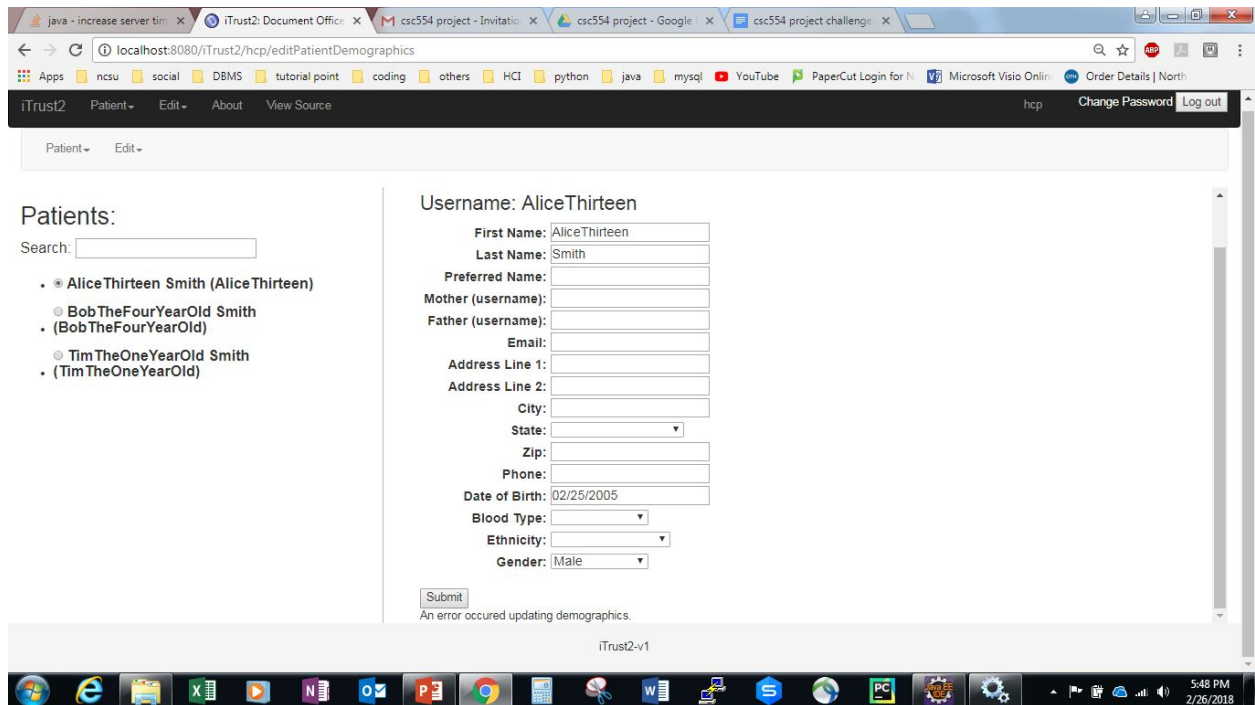 java - increase server tim
iTrust2: Document Office
csc554 project - Invitatio
csc554 project - Google
csc554 project challenge
localhost:8080/iTrust2/hcp/editPatientDemographics
ABP
Apps ncsu social DBMS tutorial point coding others HCI python java mysql YouTube PaperCut Login for N Microsoft Visio Onlin Order Details | North
iTrust2 Patient Edit About View Source hcp Change Password Log out
Patient Edit
Patients:
Search:
AliceThirteen Smith (AliceThirteen)
BobTheFourYearOld Smith
(BobTheFourYearOld)
TimTheOneYearOld Smith
(TimTheOneYearOld)
Username: AliceThirteen
First Name: AliceThirteen
Last Name: Smith
Preferred Name:
Mother (username):
Father (username):
Email:
Address Line 1:
Address Line 2:
City:
State:
Zip:
Phone:
Date of Birth: 02/25/2005
Blood Type:
Ethnicity:
Gender: Male
Submit
An error occured updating demographics.
iTrust2-v1
5:48 PM
2/26/2018